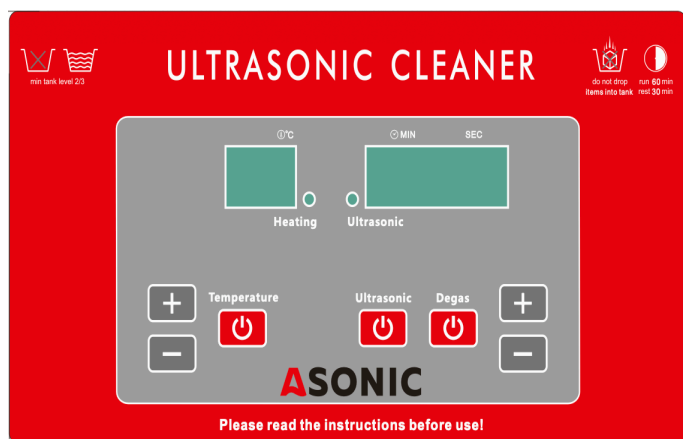 ULTRASONIC CLEANER
min tank level 2/3
do not drop
items into tank
run 60 min
rest 30 min
℃
MIN
SEC
Heating
Ultrasonic
Temperature
Ultrasonic
Degas
+
+
−
−
ASONIC
Please read the instructions before use!